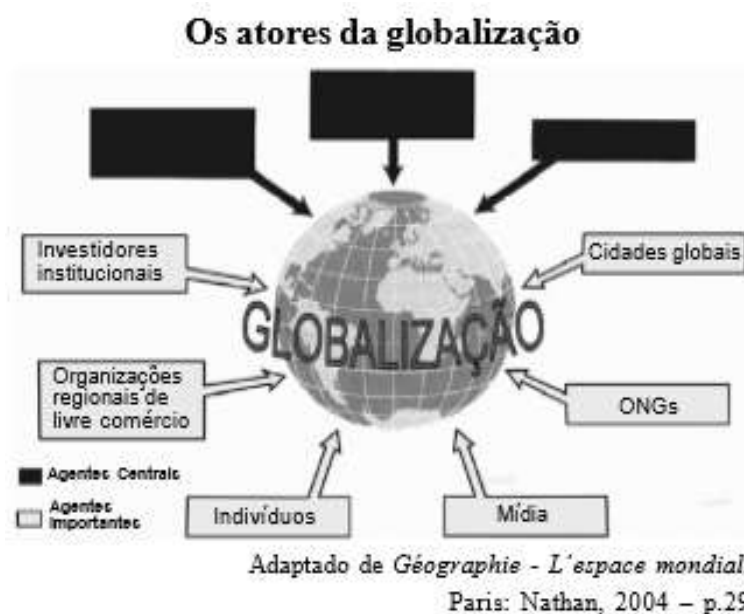 Os atores da globalização
Investidores
institucionais
Cidades globais
GLOBALIZAÇÃO
Organizações
regionais de
livre comércio
ONGs
Agentes Centrais
Agentes
Importantes
Indivíduos
Mídia
Adaptado de Géographie - L´espace mondial
Paris: Nathan, 2004 – p.29